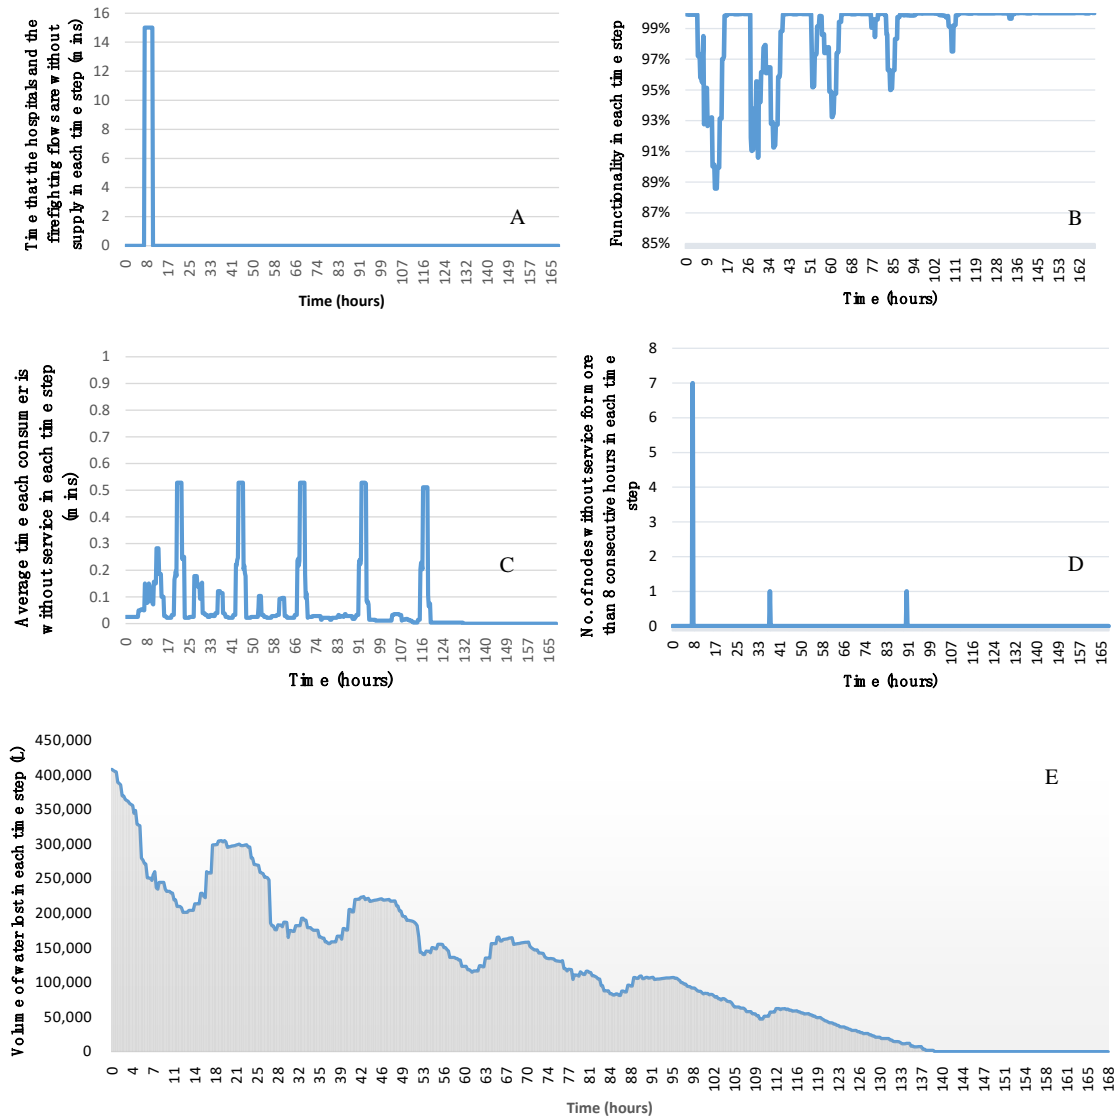 Time that the hospitals and the
firefighting flows are without
supply in each time step (mins)
16
14
12
10
8
6
4
2
0
A
0 8 17 25 33 41 50 58 66 74 83 91 99 107 116 124 132 140 149 157 165
Time (hours)
Functionality in each time step
99%
97%
95%
93%
91%
89%
87%
85%
B
0 9 17 26 34 43 51 60 68 77 85 94 102 111 119 128 136 145 153 162
Time (hours)
Average time each consumer is
without service in each time step
(mins)
1
0.9
0.8
0.7
0.6
0.5
0.4
0.3
0.2
0.1
0
C
0 8 17 25 33 41 50 58 66 74 83 91 99 107 116 124 132 140 149 157 165
Time (hours)
No. of nodes without service for more
than 8 consecutive hours in each time
step
8
7
6
5
4
3
2
1
0
D
0 8 17 25 33 41 50 58 66 74 83 91 99 107 116 124 132 140 149 157 165
Time (hours)
Volume of water lost in each time step (L)
450,000
400,000
350,000
300,000
250,000
200,000
150,000
100,000
50,000
0
E
0 4 7 11 14 18 21 25 28 32 35 39 42 46 49 53 56 60 63 67 70 74 77 81 84 88 91 95 98 102 105 109 112 116 119 123 126 130 133 137 140 144 147 151 154 158 161 165 168
Time (hours)